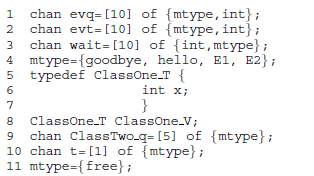 1 chan evq=[10] of {mtype,int};
2 chan evt=[10] of {mtype,int};
3 chan wait=[10] of {int,mtype};
4 mtype={goodbye, hello, E1, E2};
5 typedef ClassOne_T {
6 int x;
7 }
8 ClassOne_T ClassOne_V;
9 chan ClassTwo_q=[5] of {mtype};
10 chan t=[1] of {mtype};
11 mtype={free};